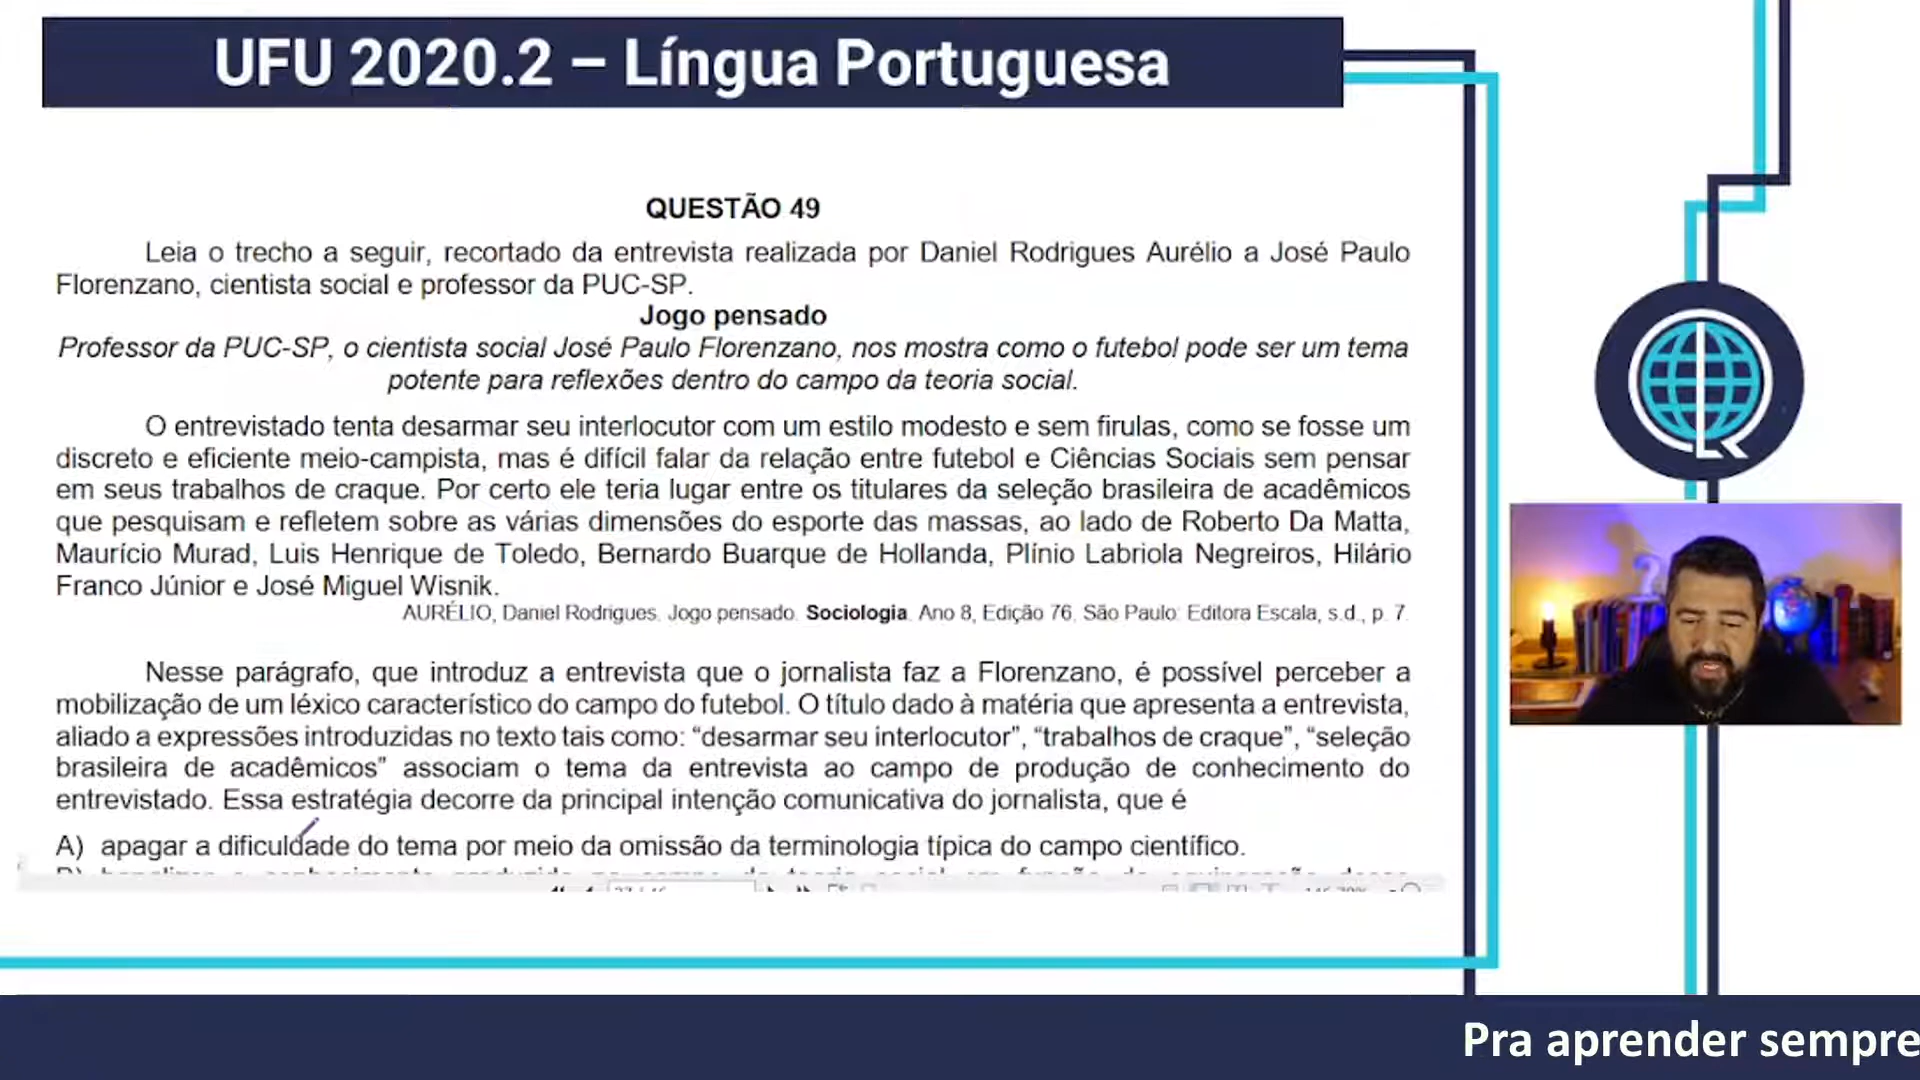 UFU 2020.2 – Língua Portuguesa
QUESTÃO 49
Leia o trecho a seguir, recortado da entrevista realizada por Daniel Rodrigues Aurélio a José Paulo
Florenzano, cientista social e professor da PUC-SP.
Jogo pensado
Professor da PUC-SP, o cientista social José Paulo Florenzano, nos mostra como o futebol pode ser um tema
potente para reflexões dentro do campo da teoria social.
O entrevistado tenta desarmar seu interlocutor com um estilo modesto e sem firulas, como se fosse um
discreto e eficiente meio-campista, mas é difícil falar da relação entre futebol e Ciências Sociais sem pensar
em seus trabalhos de craque. Por certo ele teria lugar entre os titulares da seleção brasileira de acadêmicos
que pesquisam e refletem sobre as várias dimensões do esporte das massas, ao lado de Roberto Da Matta,
Maurício Murad, Luis Henrique de Toledo, Bernardo Buarque de Hollanda, Plínio Labriola Negreiros, Hilário
Franco Júnior e José Miguel Wisnik.
AURÉLIO, Daniel Rodrigues. Jogo pensado. Sociologia. Ano 8, Edição 76, São Paulo: Editora Escala, s.d., p. 7.
Nesse parágrafo, que introduz a entrevista que o jornalista faz a Florenzano, é possível perceber a
mobilização de um léxico característico do campo do futebol. O título dado à matéria que apresenta a entrevista,
aliado a expressões introduzidas no texto tais como: “desarmar seu interlocutor”, “trabalhos de craque”, “seleção
brasileira de acadêmicos” associam o tema da entrevista ao campo de produção de conhecimento do
entrevistado. Essa estratégia decorre da principal intenção comunicativa do jornalista, que é
A) apagar a dificuldade do tema por meio da omissão da terminologia típica do campo científico.
Pra aprender sempre